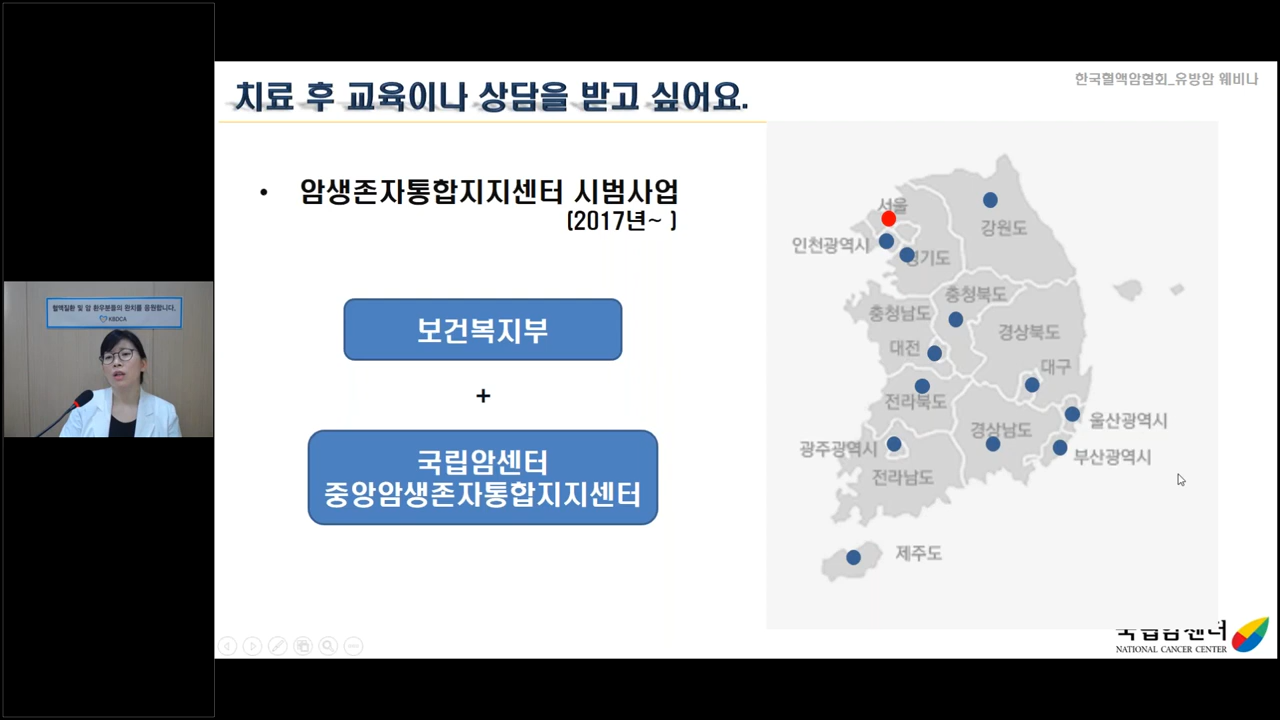 한국혈액암협회_유방암 웨비나
치료 후 교육이나 상담을 받고 싶어요.
• 암생존자통합지지센터 시범사업
(2017년~ )
보건복지부
+
국립암센터
중앙암생존자통합지지센터
서울
강원도
인천광역시
경기도
충청북도
충청남도
경상북도
대전
대구
전라북도
울산광역시
경상남도
광주광역시
부산광역시
전라남도
제주도
혈액질환 및 암 환우분들의 완치를 응원합니다.
KBDCA
국립암센터
NATIONAL CANCER CENTER